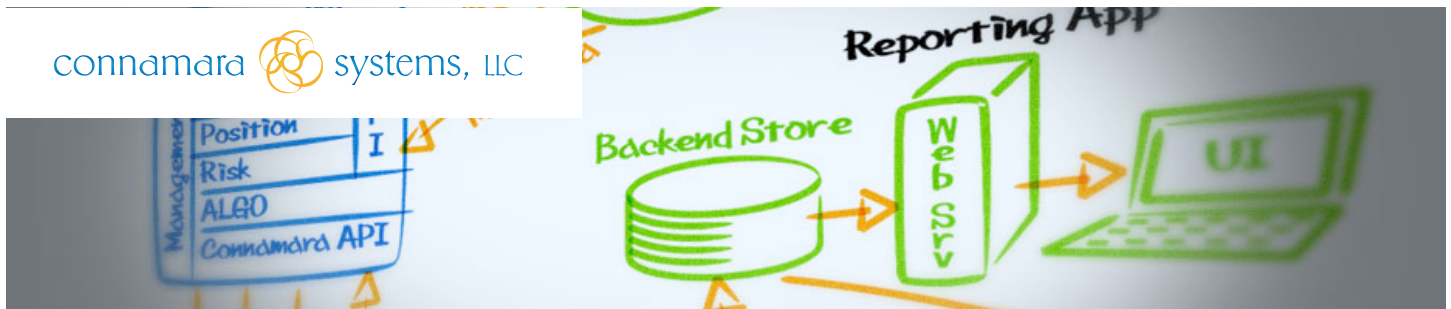 connamara systems, LLC
Reporting App
Backend Store
Web Srv
UI
Position
I
Risk
ALGO
Connamara API